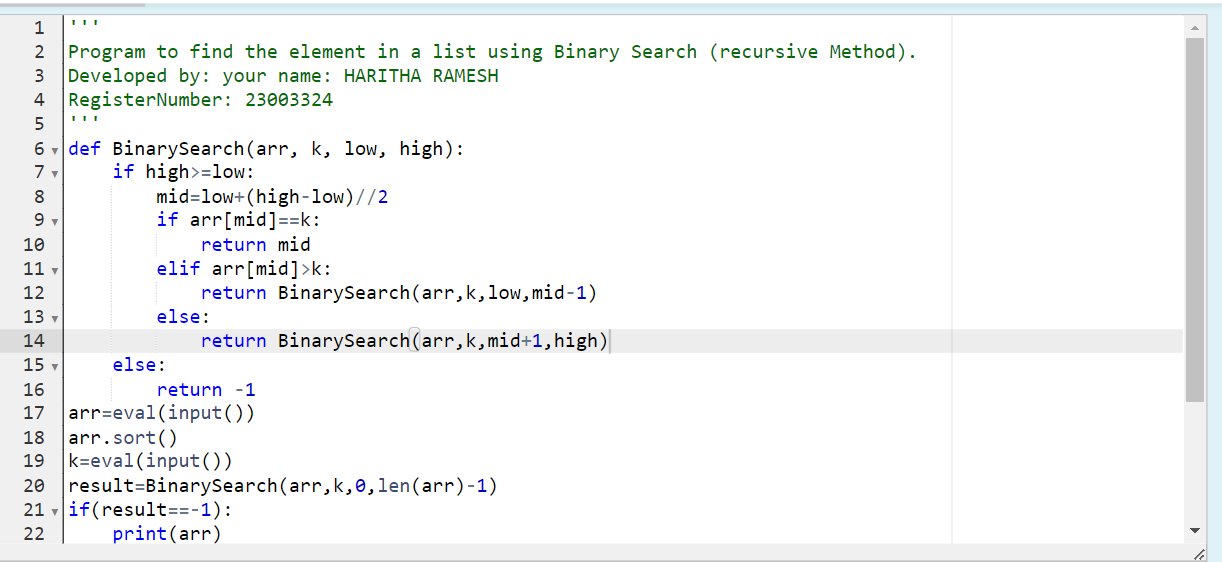 1 '''
2 Program to find the element in a list using Binary Search (recursive Method).
3 Developed by: your name: HARITHA RAMESH
4 RegisterNumber: 23003324
5 '''
6 def BinarySearch(arr, k, low, high):
7     if high>=low:
8         mid=low+(high-low)//2
9         if arr[mid]==k:
10             return mid
11         elif arr[mid]>k:
12             return BinarySearch(arr,k,low,mid-1)
13         else:
14             return BinarySearch(arr,k,mid+1,high)
15     else:
16         return -1
17 arr=eval(input())
18 arr.sort()
19 k=eval(input())
20 result=BinarySearch(arr,k,0,len(arr)-1)
21 if(result==-1):
22     print(arr)